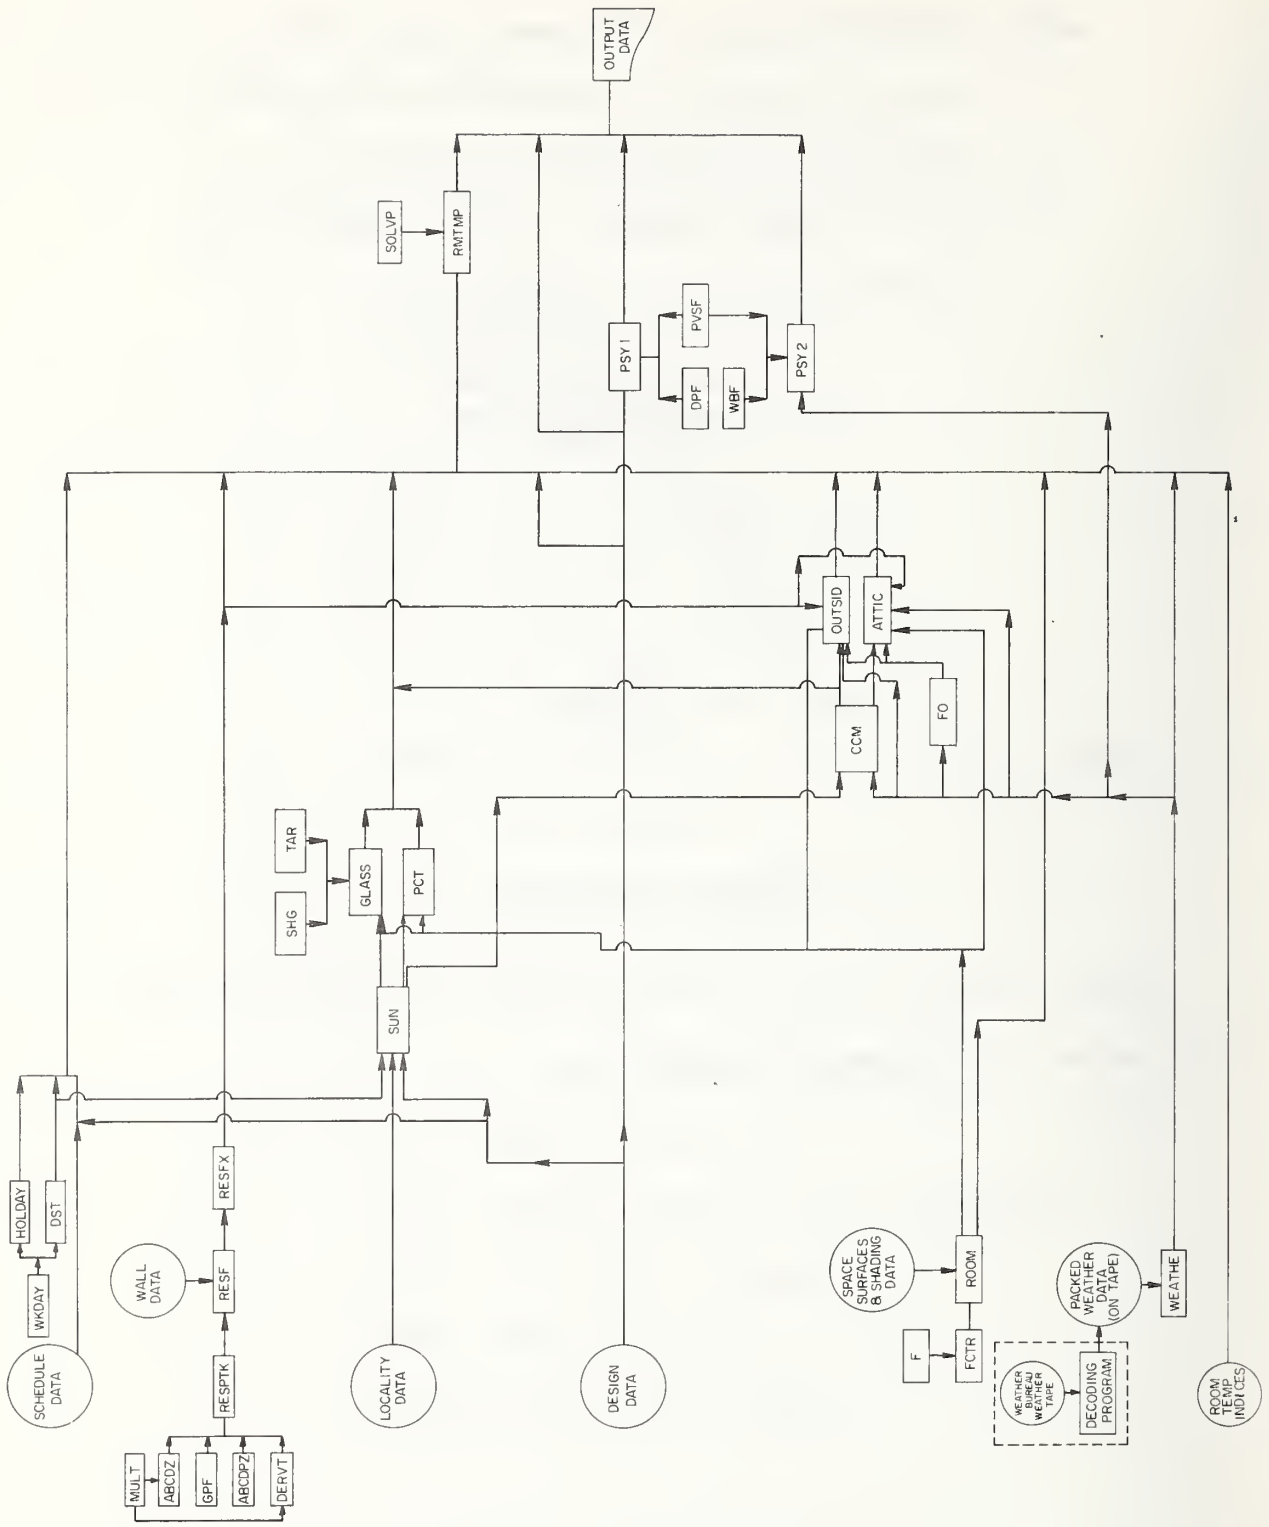 SCHEDULE
DATA
WKDAY
HOLDAY
DST
MULT
ABCDZ
GPF
ABCDPZ
DERVT
RESPTK
WALL
DATA
RESF
RESFX
LOCALITY
DATA
SUN
SHG
TAR
GLASS
PCT
DESIGN
DATA
SOLVP
RMTMP
PSY 1
DPF
PVSF
WBF
PSY 2
OUTPUT
DATA
SPACE
SURFACES
& SHADING
DATA
F
FCTR
ROOM
CCM
FO
OUTSID
ATTIC
WEATHER
BUREAU
WEATHER
TAPE
DECODING
PROGRAM
PACKED
WEATHER
DATA
(ON TAPE)
WEATHE
ROOM
TEMP
INDICES